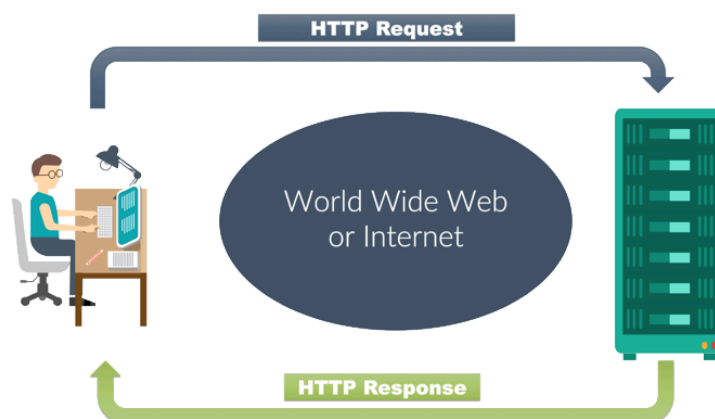 HTTP Request
World Wide Web
or Internet
HTTP Response